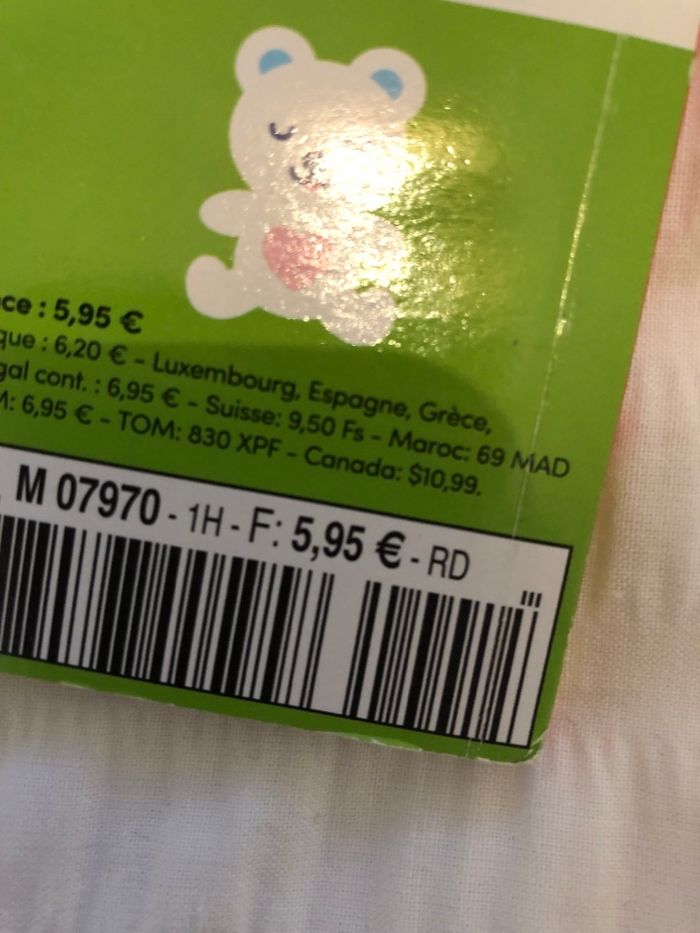 ce : 5,95 €
que : 6,20 € - Luxembourg, Espagne, Grèce,
gal cont. : 6,95 € - Suisse: 9,50 Fs - Maroc: 69 MAD
M: 6,95 € - TOM: 830 XPF - Canada: $10,99.
M 07970 - 1H - F: 5,95 € - RD